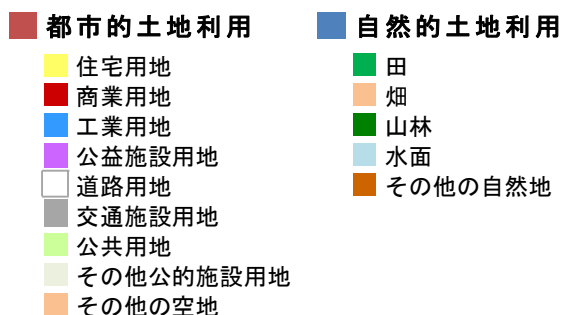 都市的土地利用
住宅用地
商業用地
工業用地
公益施設用地
道路用地
交通施設用地
公共用地
その他公的施設用地
その他の空地
自然的土地利用
田
畑
山林
水面
その他の自然地